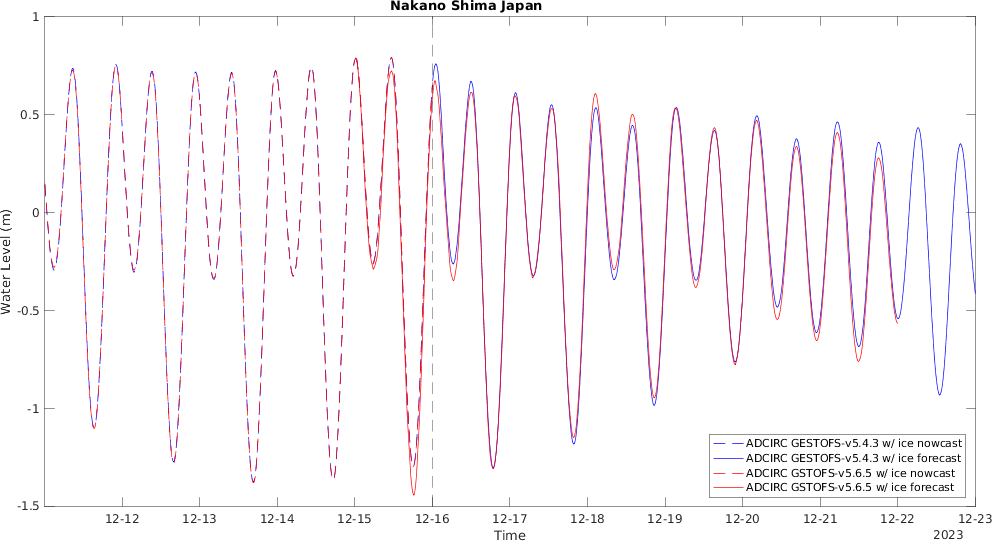 Nakano Shima Japan
1
0.5
0
-0.5
-1
-1.5
Water Level (m)
ADCIRC GESTOFS-v5.4.3 w/ ice nowcast
ADCIRC GESTOFS-v5.4.3 w/ ice forecast
ADCIRC GSTOFS-v5.6.5 w/ ice nowcast
ADCIRC GSTOFS-v5.6.5 w/ ice forecast
12-12 12-13 12-14 12-15 12-16 12-17 12-18 12-19 12-20 12-21 12-22 12-23
Time
2023